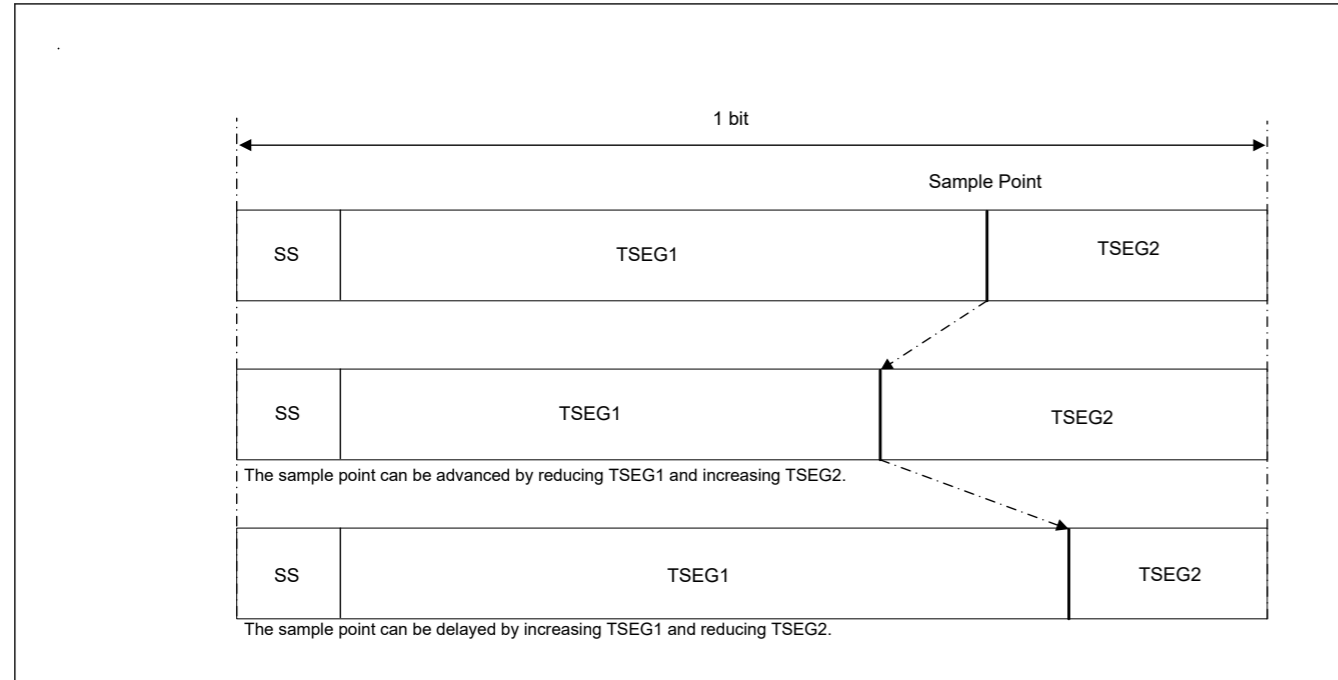 .
1 bit
Sample Point
SS TSEG1 TSEG2
SS TSEG1 TSEG2
The sample point can be advanced by reducing TSEG1 and increasing TSEG2.
SS TSEG1 TSEG2
The sample point can be delayed by increasing TSEG1 and reducing TSEG2.